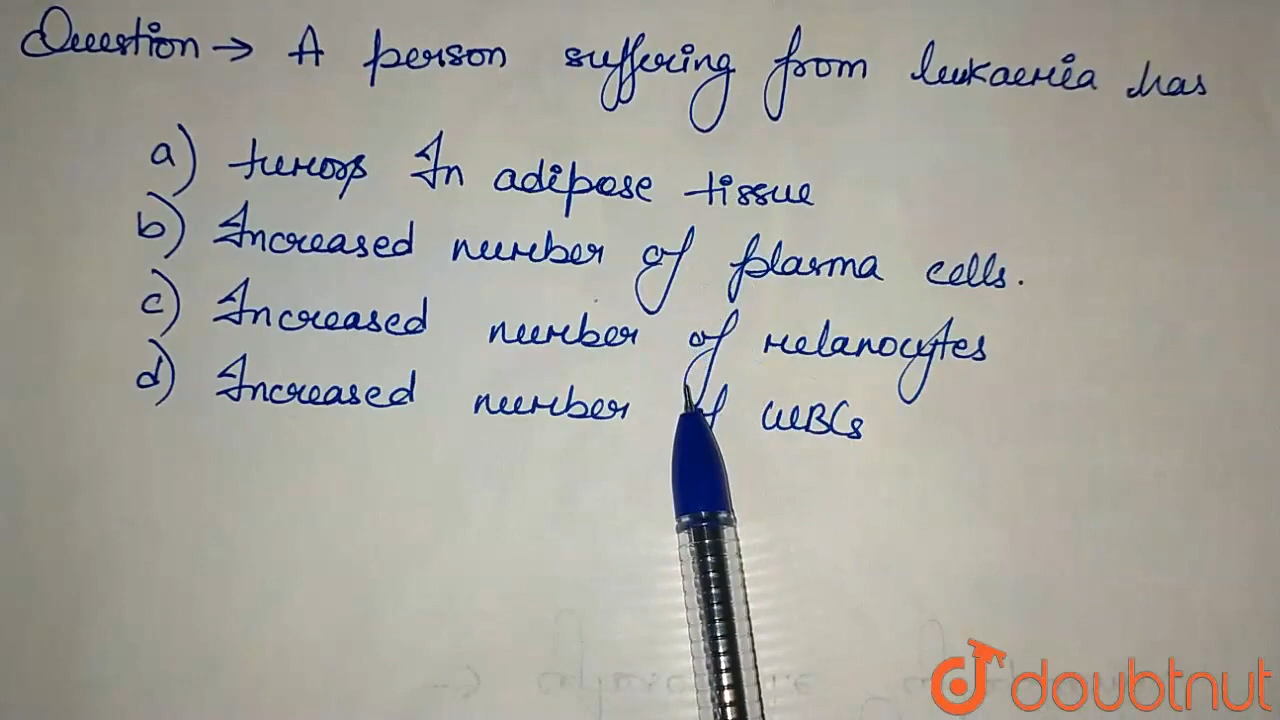 Question → A person suffering from leukaemia has
a) tumors In adipose tissue
b) Increased number of plasma cells.
c) Increased number of melanocytes
d) Increased number of WBCs
doubtnut